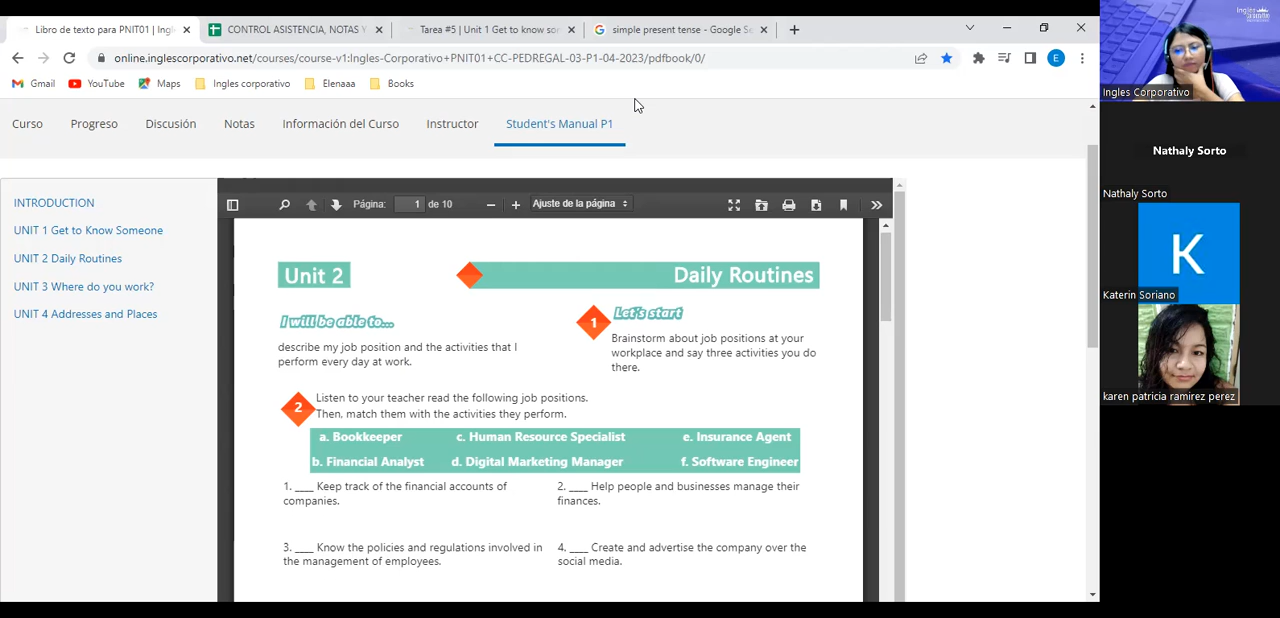 Libro de texto para PNIT01 | Ingl
CONTROL ASISTENCIA, NOTAS Y
Tarea #5 | Unit 1 Get to know so
simple present tense - Google Se
online.inglescorporativo.net/courses/course-v1:Ingles-Corporativo+PNIT01+CC-PEDREGAL-03-P1-04-2023/pdfbook/0/
E
Gmail
YouTube
Maps
Ingles corporativo
Elenaaa
Books
Curso
Progreso
Discusión
Notas
Información del Curso
Instructor
Student's Manual P1
INTRODUCTION
UNIT 1 Get to Know Someone
UNIT 2 Daily Routines
UNIT 3 Where do you work?
UNIT 4 Addresses and Places
Página: 1 de 10
Ajuste de la página
Unit 2
Daily Routines
I will be able to...
describe my job position and the activities that I
perform every day at work.
1
Let's start
Brainstorm about job positions at your
workplace and say three activities you do
there.
2
Listen to your teacher read the following job positions.
Then, match them with the activities they perform.
a. Bookkeeper
c. Human Resource Specialist
e. Insurance Agent
b. Financial Analyst
d. Digital Marketing Manager
f. Software Engineer
1. ___ Keep track of the financial accounts of
companies.
2. ___ Help people and businesses manage their
finances.
3. ___ Know the policies and regulations involved in
the management of employees.
4. ___ Create and advertise the company over the
social media.
Ingles Corporativo
Nathaly Sorto
Nathaly Sorto
K
Katerin Soriano
karen patricia ramirez perez